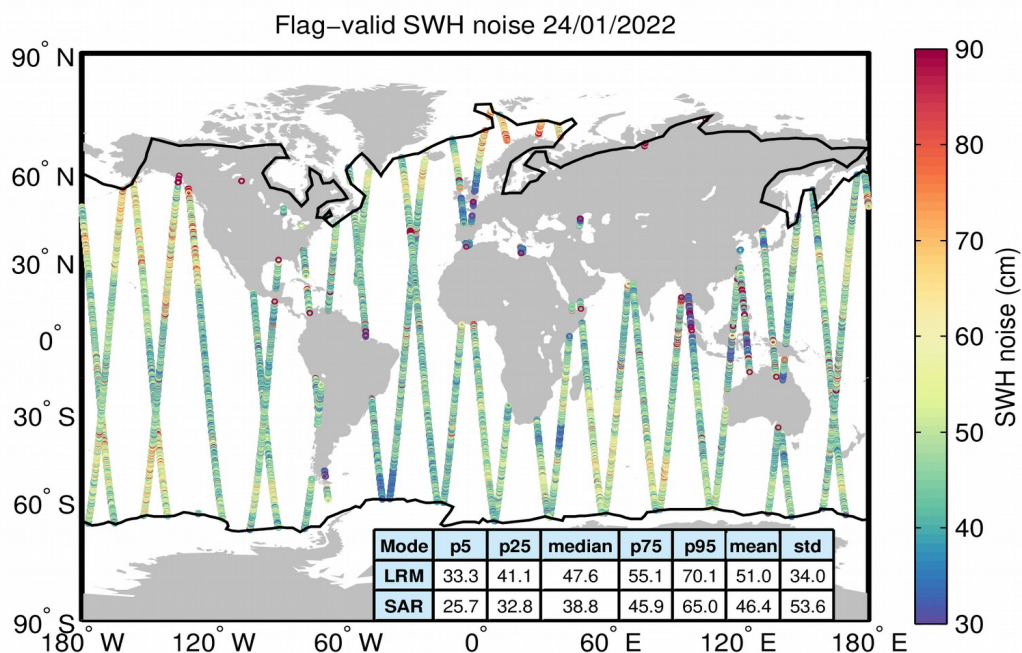 Flag−valid SWH noise 24/01/2022
90° N
60° N
30° N
0°
30° S
60° S
90° S
180° W
120° W
60° W
0°
60° E
120° E
180° E
90
80
70
60
50
40
30
SWH noise (cm)
Mode p5 p25 median p75 p95 mean std
LRM 33.3 41.1 47.6 55.1 70.1 51.0 34.0
SAR 25.7 32.8 38.8 45.9 65.0 46.4 53.6